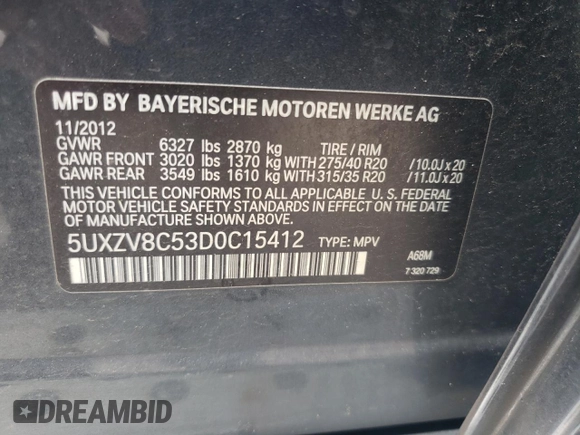 MFD BY BAYERISCHE MOTOREN WERKE AG
11/2012
GVWR 6327 lbs 2870 kg TIRE / RIM
GAWR FRONT 3020 lbs 1370 kg WITH 275/40 R20 /10.0J x 20
GAWR REAR 3549 lbs 1610 kg WITH 315/35 R20 /11.0J x 20
THIS VEHICLE CONFORMS TO ALL APPLICABLE U. S. FEDERAL
MOTOR VEHICLE SAFETY STANDARDS IN EFFECT ON THE DATE
OF MANUFACTURE SHOWN ABOVE.
5UXZV8C53D0C15412 TYPE: MPV
A68M
7 320 729
DREAMBID